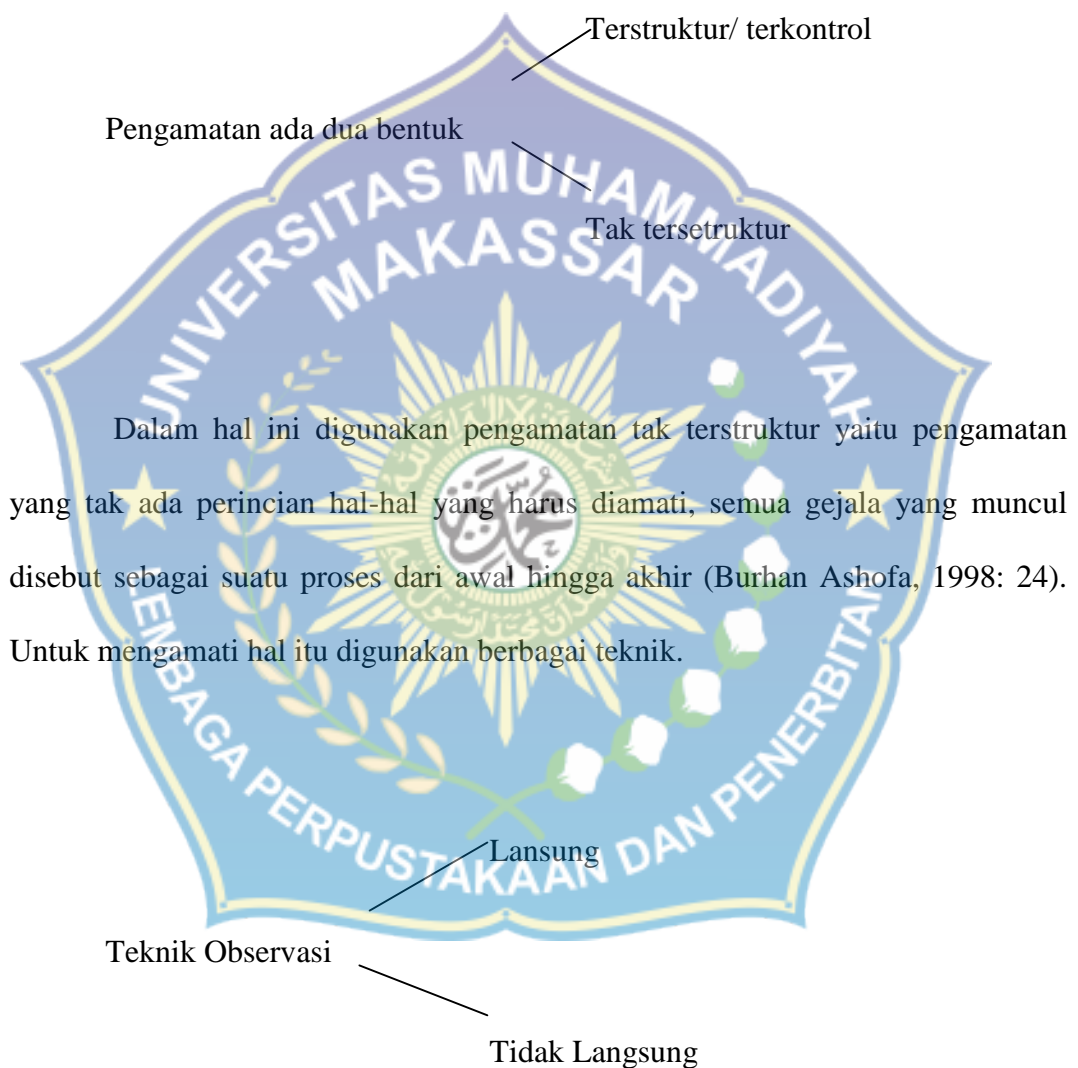 Terstruktur/ terkontrol
Pengamatan ada dua bentuk
Tak tersetruktur
UNIVERSITAS MUHAMMADIYAH
MAKASSAR
Dalam hal ini digunakan pengamatan tak terstruktur yaitu pengamatan
yang tak ada perincian hal-hal yang harus diamati, semua gejala yang muncul
disebut sebagai suatu proses dari awal hingga akhir (Burhan Ashofa, 1998: 24).
Untuk mengamati hal itu digunakan berbagai teknik.
LEMBAGA PERPUSTAKAAN DAN PENERBITAN
Lansung
Teknik Observasi
Tidak Langsung